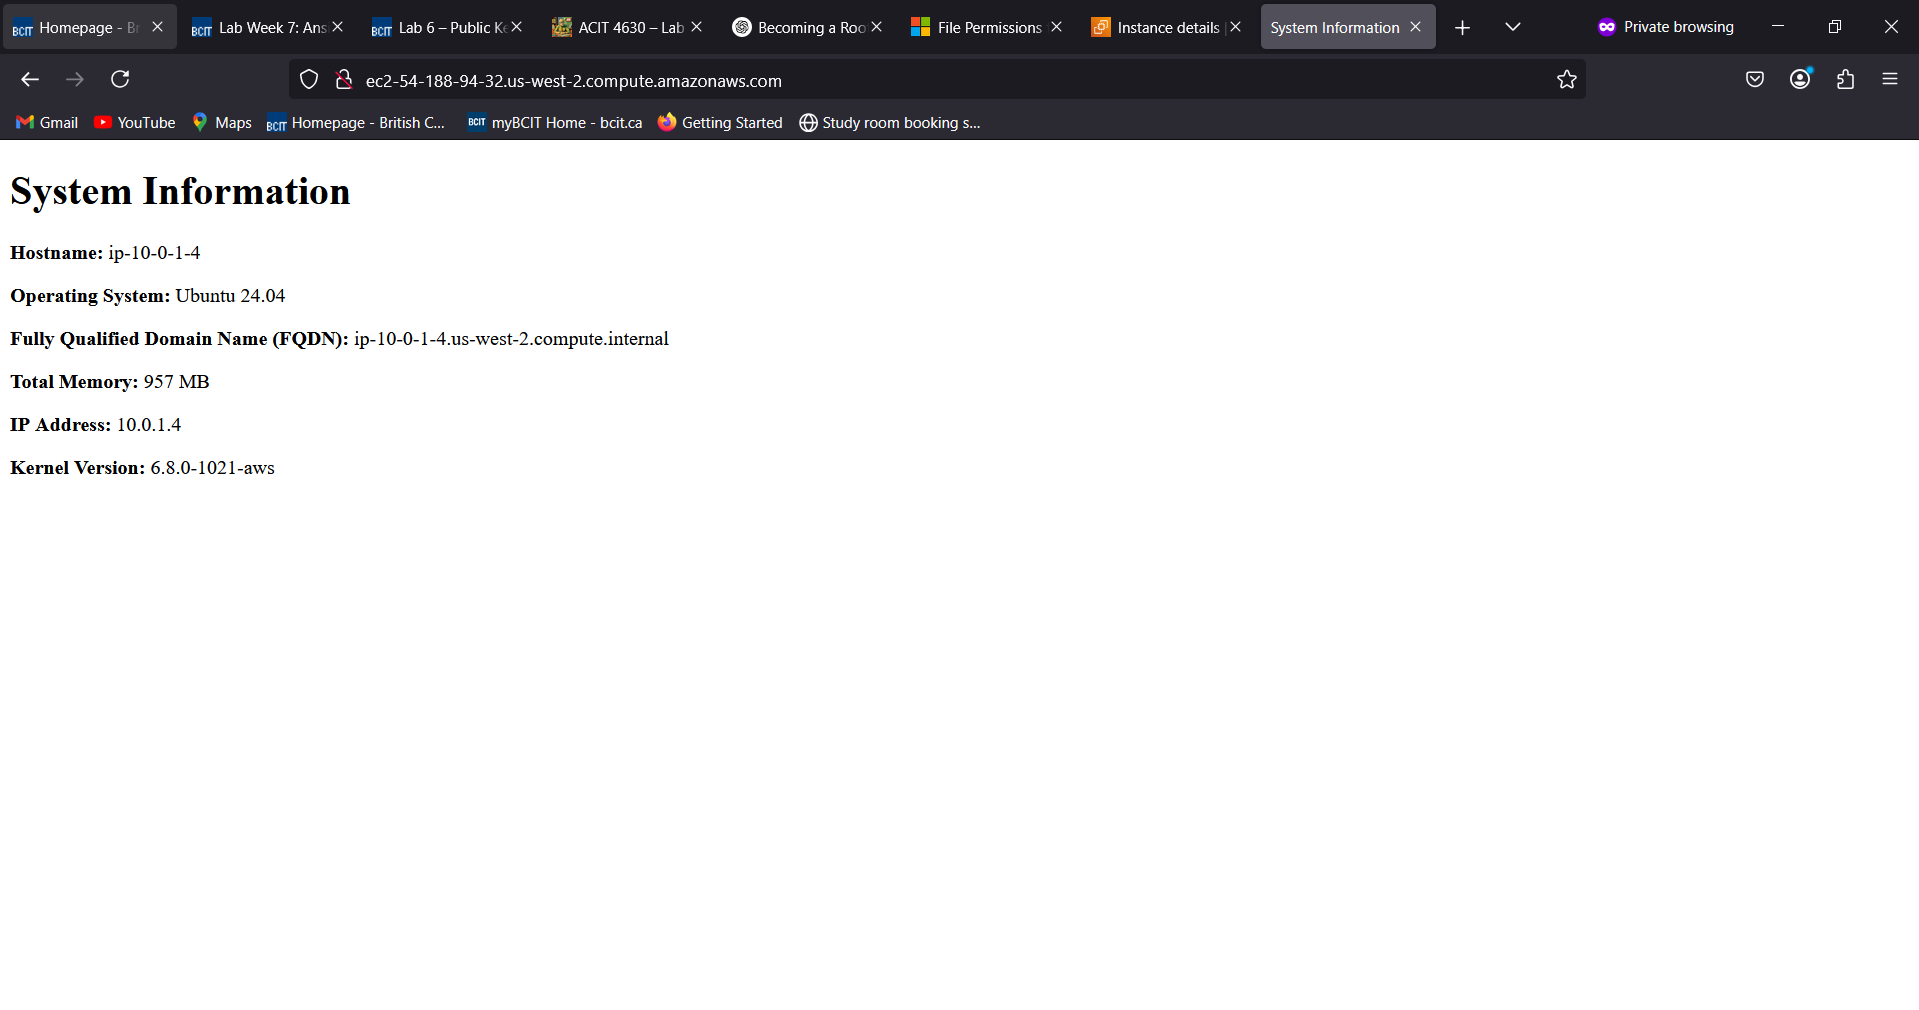 BCIT Homepage - Br
BCIT Lab Week 7: Ans
BCIT Lab 6 – Public Ke
ACIT 4630 – Lab
Becoming a Roo
File Permissions
Instance details |
System Information
Private browsing
ec2-54-188-94-32.us-west-2.compute.amazonaws.com
Gmail
YouTube
Maps
BCIT Homepage - British C...
BCIT myBCIT Home - bcit.ca
Getting Started
Study room booking s...
System Information
Hostname: ip-10-0-1-4
Operating System: Ubuntu 24.04
Fully Qualified Domain Name (FQDN): ip-10-0-1-4.us-west-2.compute.internal
Total Memory: 957 MB
IP Address: 10.0.1.4
Kernel Version: 6.8.0-1021-aws